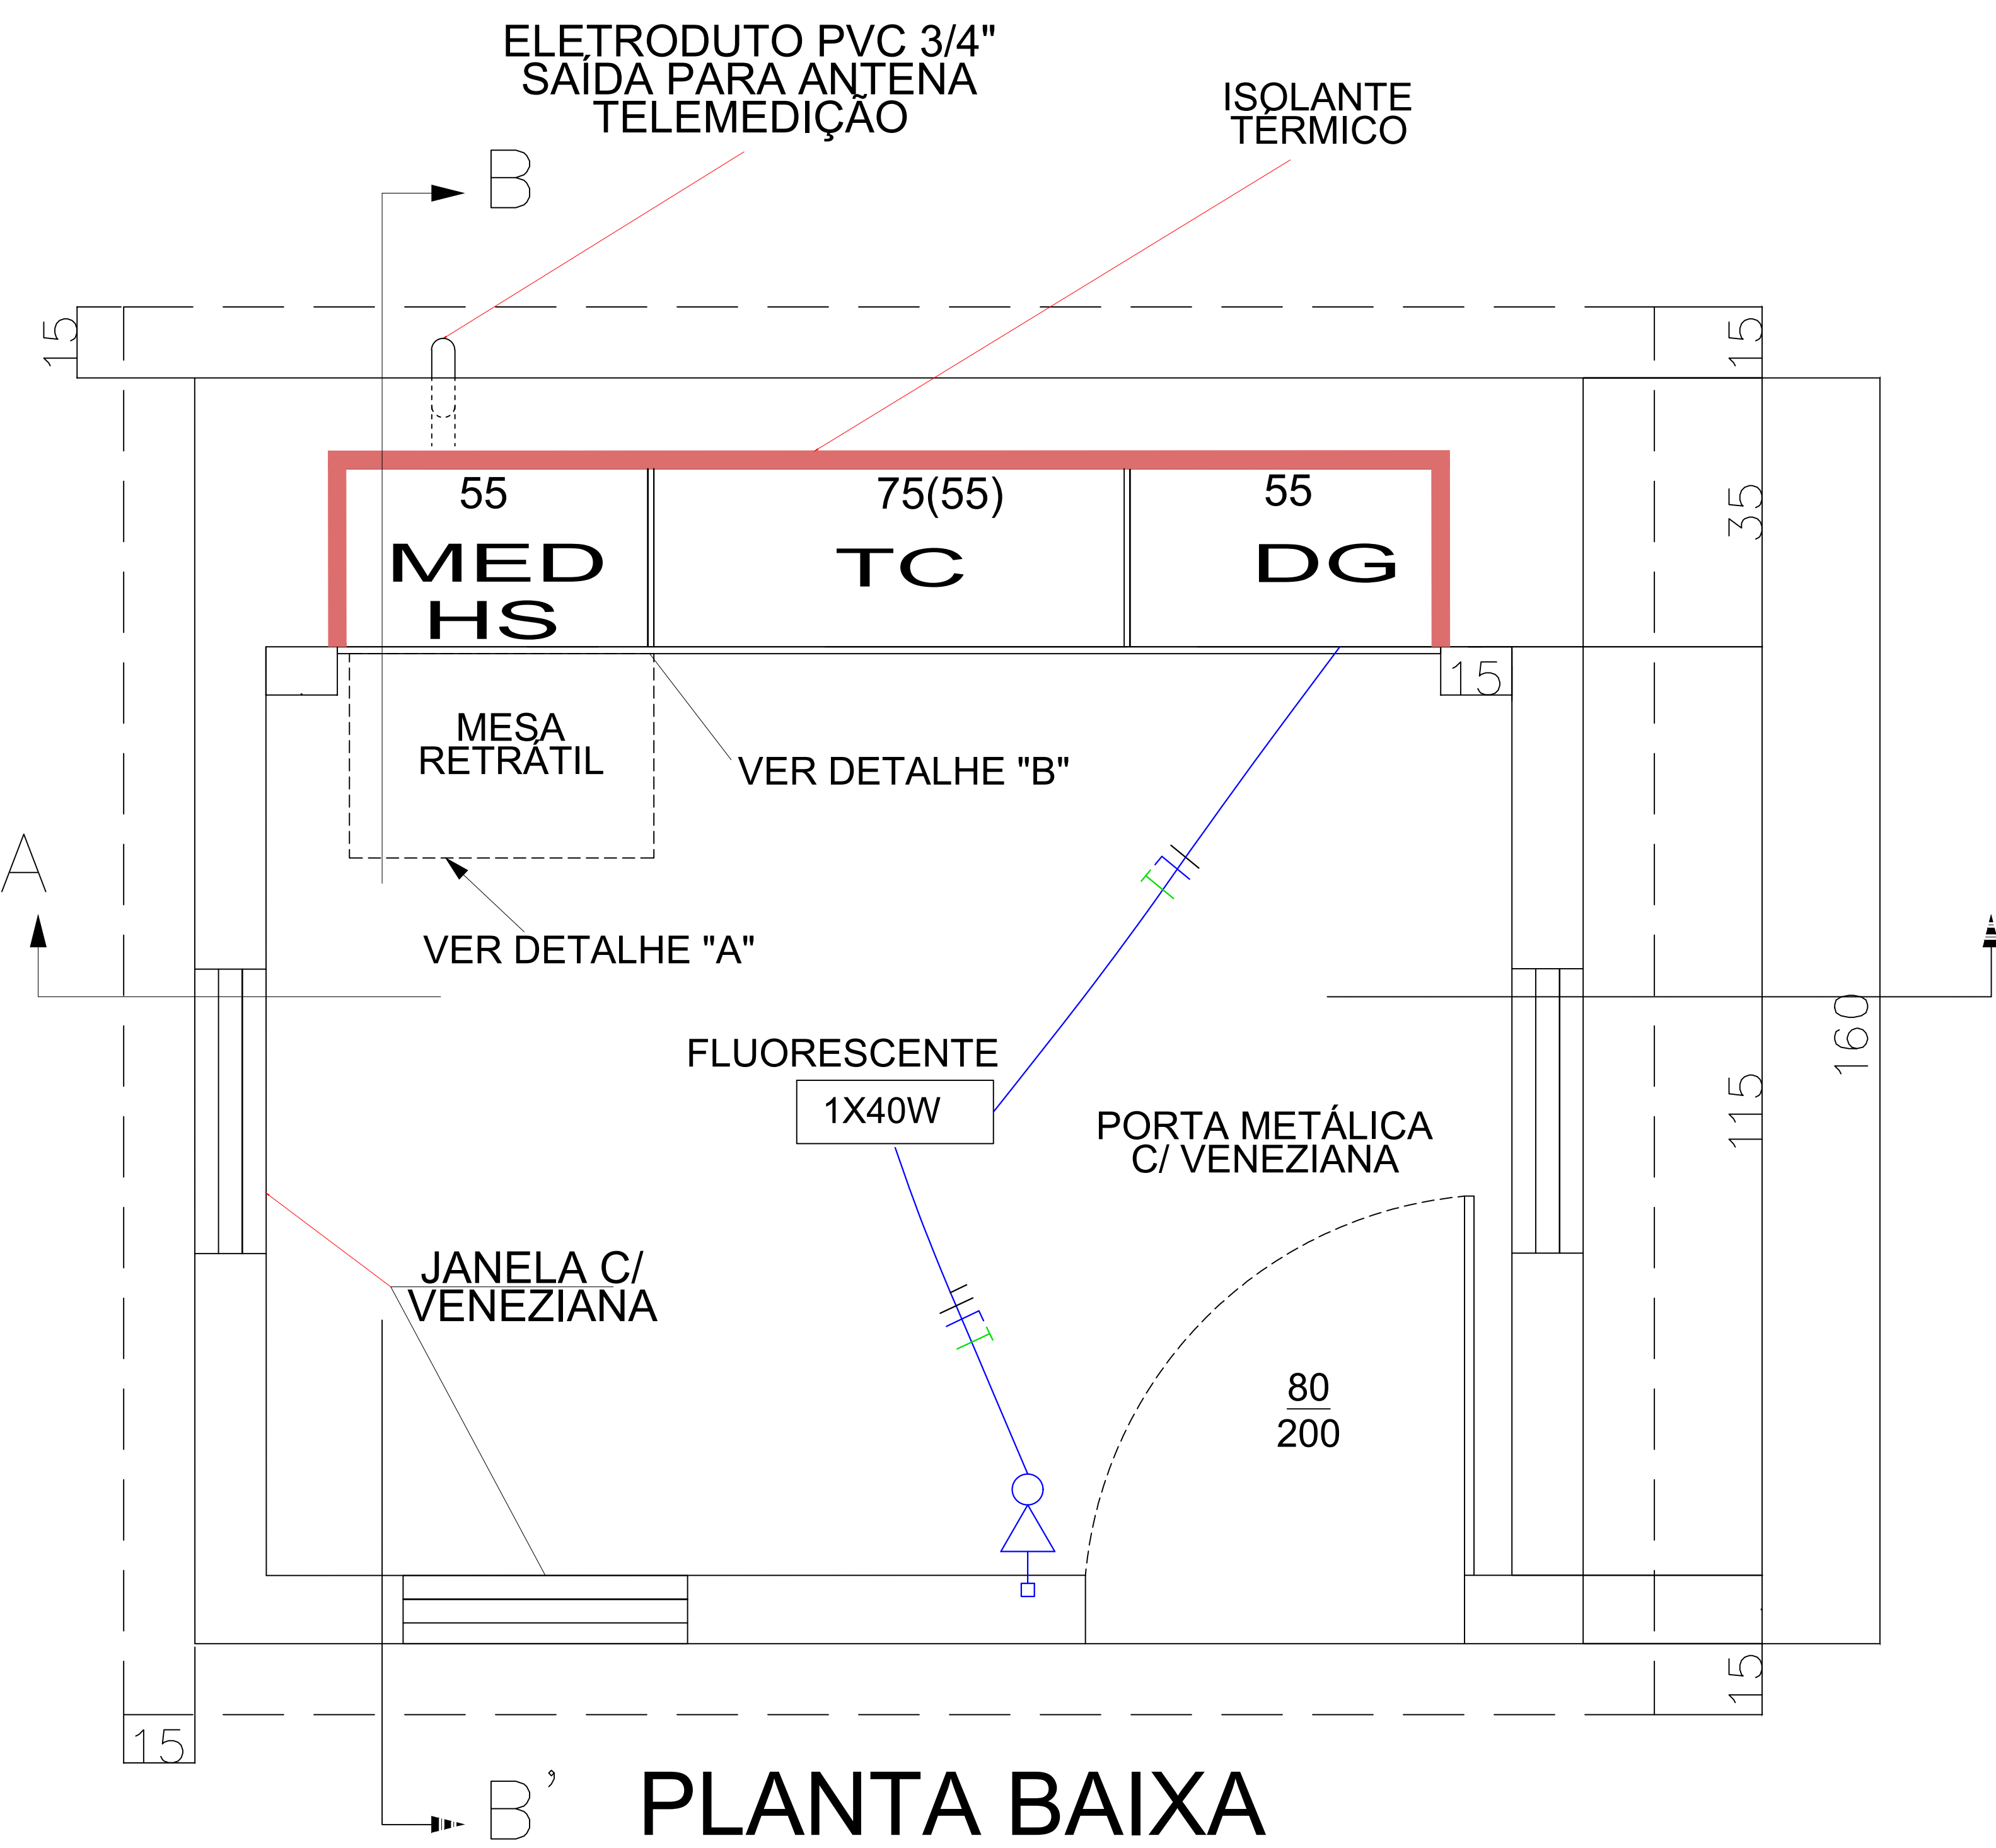 ELETRODUTO PVC 3/4"
SAÍDA PARA ANTENA
TELEMEDIÇÃO
ISOLANTE
TÉRMICO
B
15
15
55
75(55)
55
35
MED
HS
TC
DG
15
MESA
RETRÁTIL
VER DETALHE "B"
A
VER DETALHE "A"
FLUORESCENTE
1X40W
160
115
PORTA METÁLICA
C/ VENEZIANA
JANELA C/
VENEZIANA
80
200
15
15
B'
PLANTA BAIXA